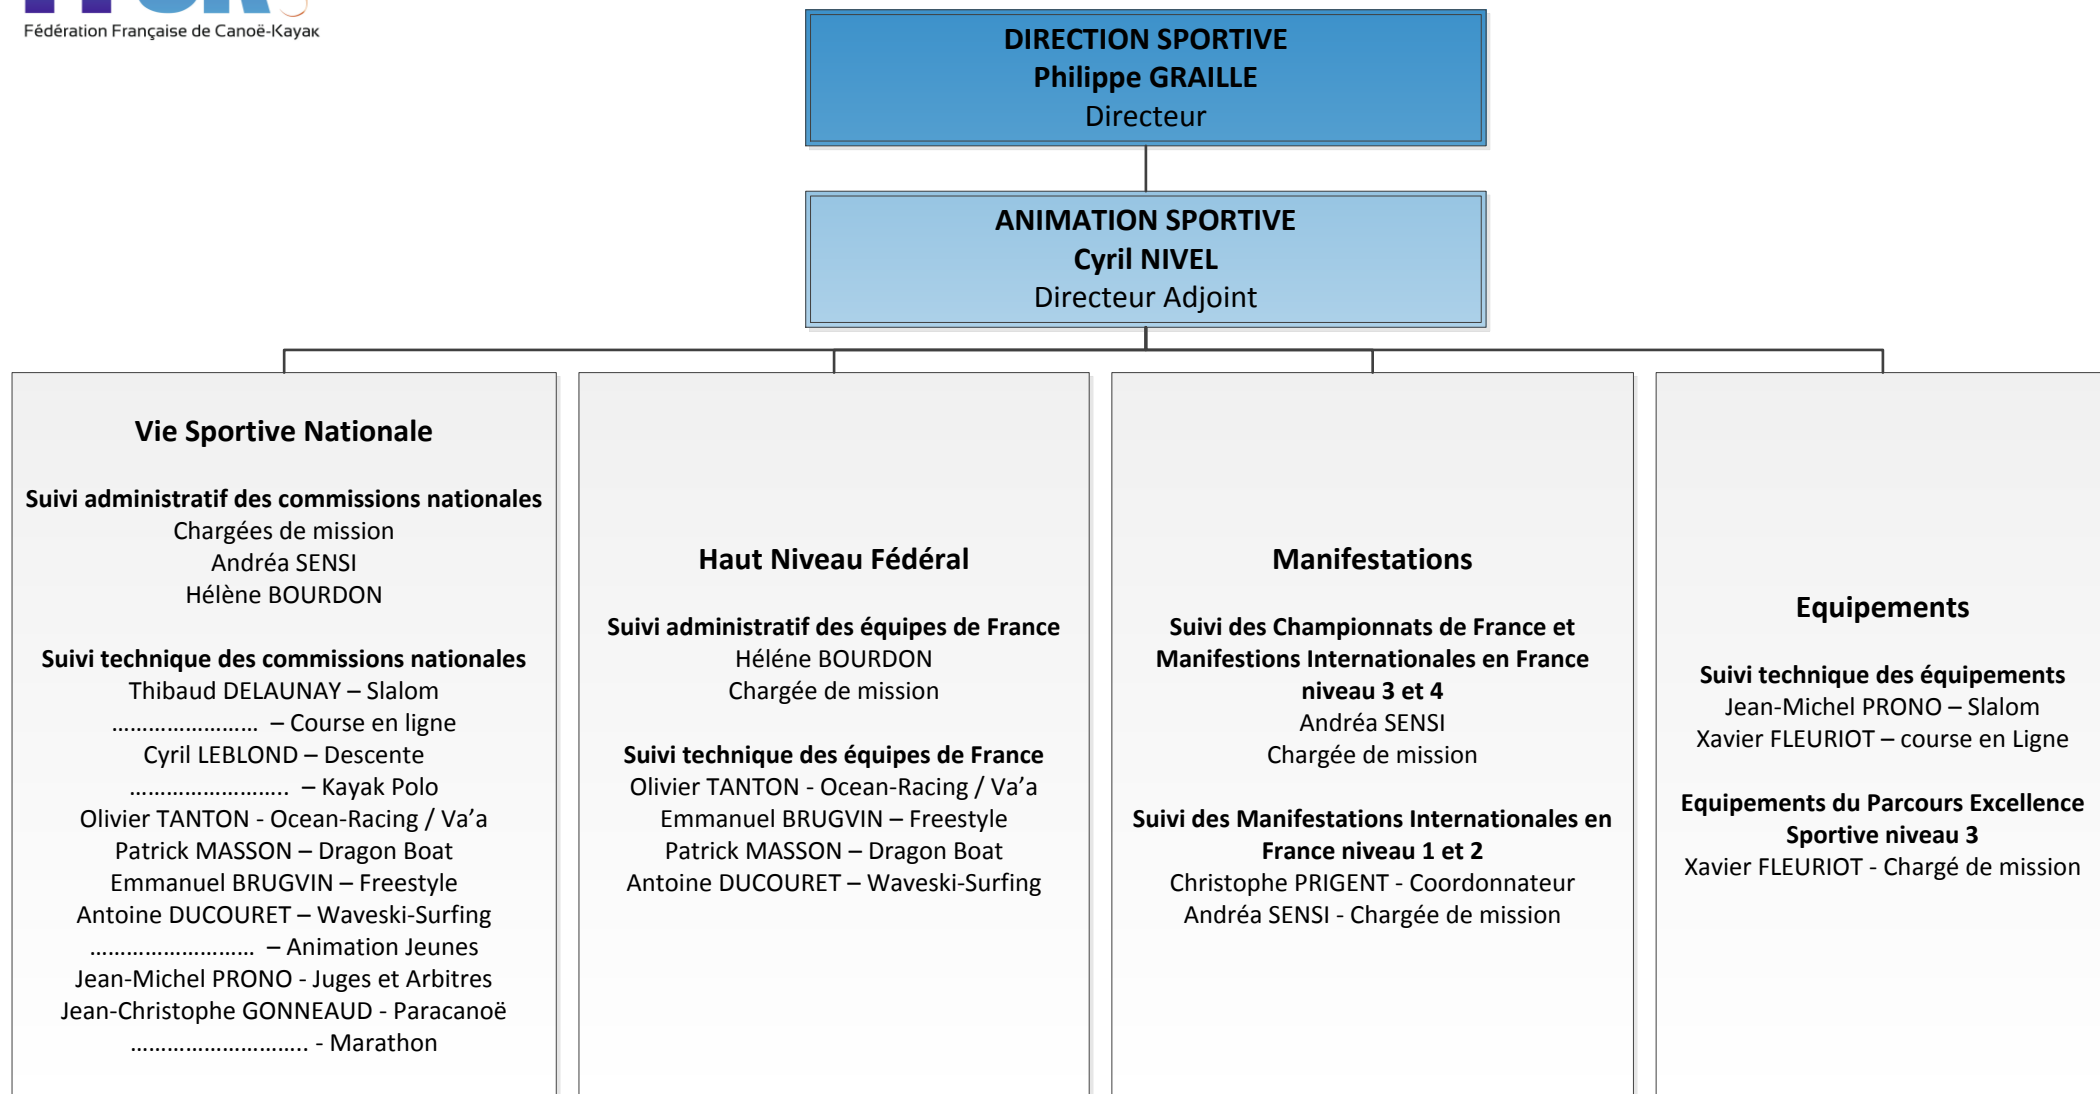 Fédération Française de Canoë-Kayak
DIRECTION SPORTIVE
Philippe GRAILLE
Directeur
ANIMATION SPORTIVE
Cyril NIVEL
Directeur Adjoint
Vie Sportive Nationale
Suivi administratif des commissions nationales
Chargées de mission
Andréa SENSI
Hélène BOURDON
Suivi technique des commissions nationales
Thibaud DELAUNAY – Slalom
........................ – Course en ligne
Cyril LEBLOND – Descente
.......................... – Kayak Polo
Olivier TANTON - Ocean-Racing / Va’a
Patrick MASSON – Dragon Boat
Emmanuel BRUGVIN – Freestyle
Antoine DUCOURET – Waveski-Surfing
........................... – Animation Jeunes
Jean-Michel PRONO - Juges et Arbitres
Jean-Christophe GONNEAUD - Paracanoë
............................. - Marathon
Haut Niveau Fédéral
Suivi administratif des équipes de France
Héléne BOURDON
Chargée de mission
Suivi technique des équipes de France
Olivier TANTON - Ocean-Racing / Va’a
Emmanuel BRUGVIN – Freestyle
Patrick MASSON – Dragon Boat
Antoine DUCOURET – Waveski-Surfing
Manifestations
Suivi des Championnats de France et
Manifestions Internationales en France
niveau 3 et 4
Andréa SENSI
Chargée de mission
Suivi des Manifestations Internationales en
France niveau 1 et 2
Christophe PRIGENT - Coordonnateur
Andréa SENSI - Chargée de mission
Equipements
Suivi technique des équipements
Jean-Michel PRONO – Slalom
Xavier FLEURIOT – course en Ligne
Equipements du Parcours Excellence
Sportive niveau 3
Xavier FLEURIOT - Chargé de mission